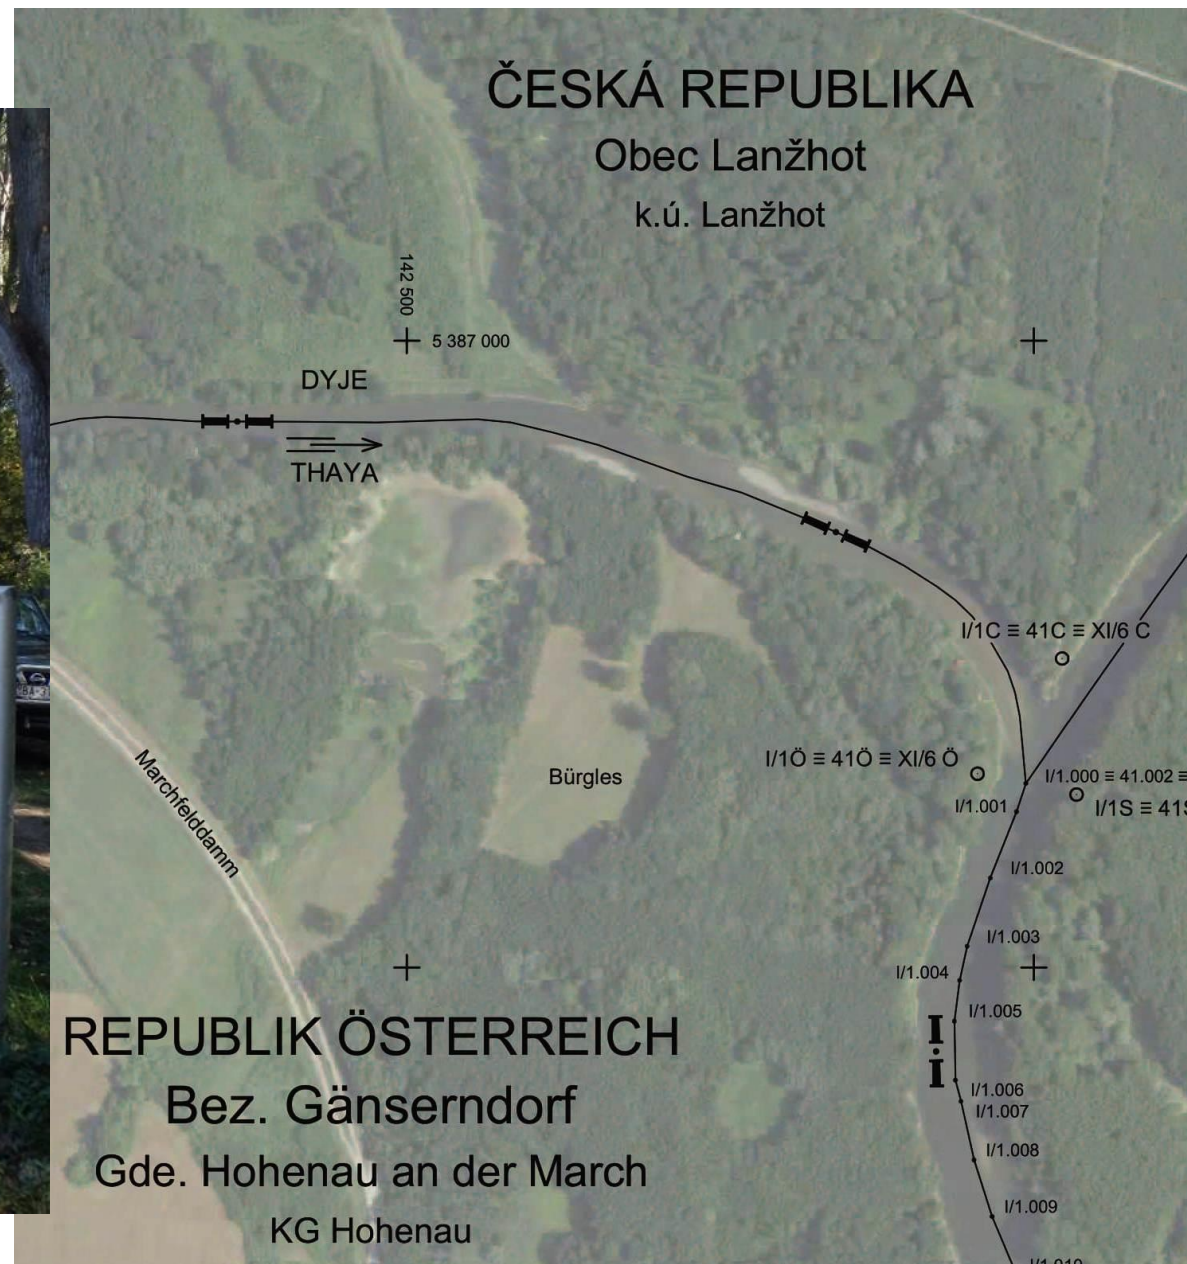 ČESKÁ REPUBLIKA
Obec Lanžhot
k.ú. Lanžhot
142 500
5 387 000
DYJE
THAYA
I/1C ≡ 41C ≡ XI/6 C
I/1Ö ≡ 41Ö ≡ XI/6 Ö
I/1.000 ≡ 41.002 ≡
I/1.001
I/1S ≡ 41S
Bürgles
Marchfelddamm
I/1.002
I/1.003
I/1.004
I/1.005
I/1.006
I/1.007
I/1.008
I/1.009
REPUBLIK ÖSTERREICH
Bez. Gänserndorf
Gde. Hohenau an der March
KG Hohenau